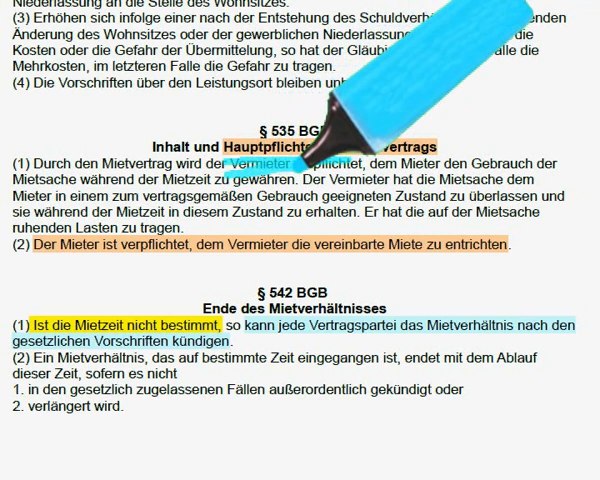 Niederlassung an die Stelle des Wohnsitzes.
(3) Erhöhen sich infolge einer nach der Entstehung des
Änderung des Wohnsitzes oder der gewerblichen Niederlassung die
Kosten oder die Gefahr der Übermittelung, so hat der die
Mehrkosten, im letzteren Falle die Gefahr zu tragen.
(4) Die Vorschriften über den Leistungsort bleiben
§ 535 BGB
Inhalt und
(1) Durch den Mietvertrag wird der Vermieter verpflichtet, dem Mieter den Gebrauch der
Mietsache während der Mietzeit zu gewähren. Der Vermieter hat die Mietsache dem
Mieter in einem zum vertragsgemäßen Gebrauch geeigneten Zustand zu überlassen und
sie während der Mietzeit in diesem Zustand zu erhalten. Er hat die auf der Mietsache
ruhenden Lasten zu tragen.
(2) Der Mieter ist verpflichtet, dem Vermieter die vereinbarte Miete zu entrichten.
§ 542 BGB
Ende des Mietverhältnisses
(1) Ist die Mietzeit nicht bestimmt, so kann jede Vertragspartei das Mietverhältnis nach den
gesetzlichen Vorschriften kündigen.
(2) Ein Mietverhältnis, das auf bestimmte Zeit eingegangen ist, endet mit dem Ablauf
dieser Zeit, sofern es nicht
1. in den gesetzlich zugelassenen Fällen außerordentlich gekündigt oder
2. verlängert wird.